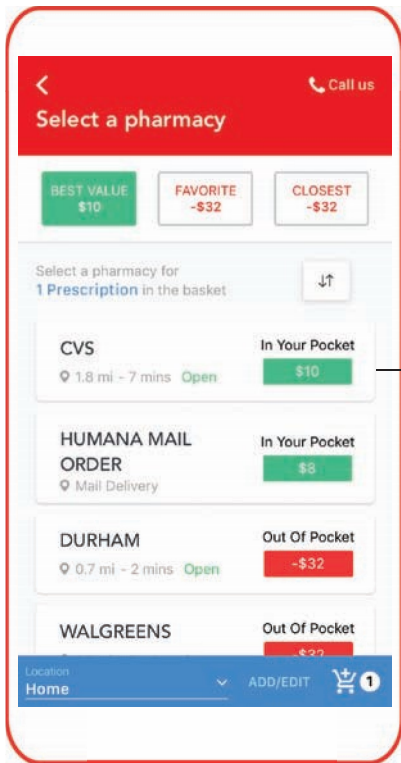 Call us
Select a pharmacy
BEST VALUE
$10
FAVORITE
-$32
CLOSEST
-$32
Select a pharmacy for
1 Prescription in the basket
CVS
1.8 mi - 7 mins Open
In Your Pocket
$10
HUMANA MAIL
ORDER
Mail Delivery
In Your Pocket
$8
DURHAM
0.7 mi - 2 mins Open
Out Of Pocket
-$32
WALGREENS
Out Of Pocket
-$32
Location
Home
ADD/EDIT
1